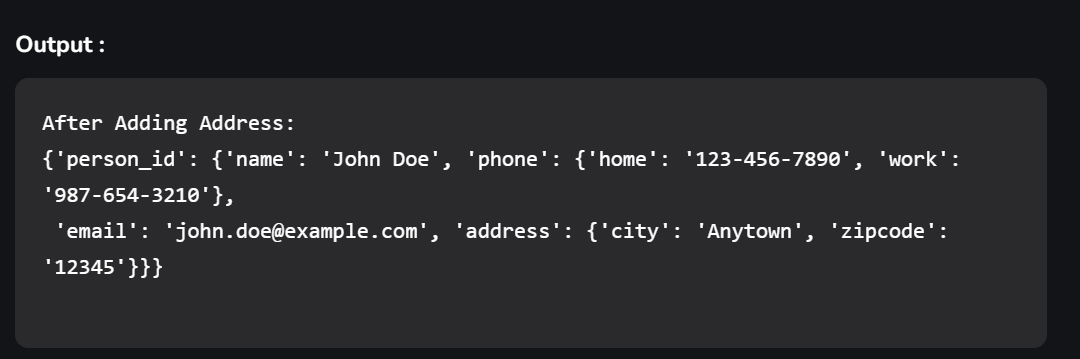 Output :
After Adding Address:
{'person_id': {'name': 'John Doe', 'phone': {'home': '123-456-7890', 'work':
'987-654-3210'},
 'email': 'john.doe@example.com', 'address': {'city': 'Anytown', 'zipcode':
'12345'}}}